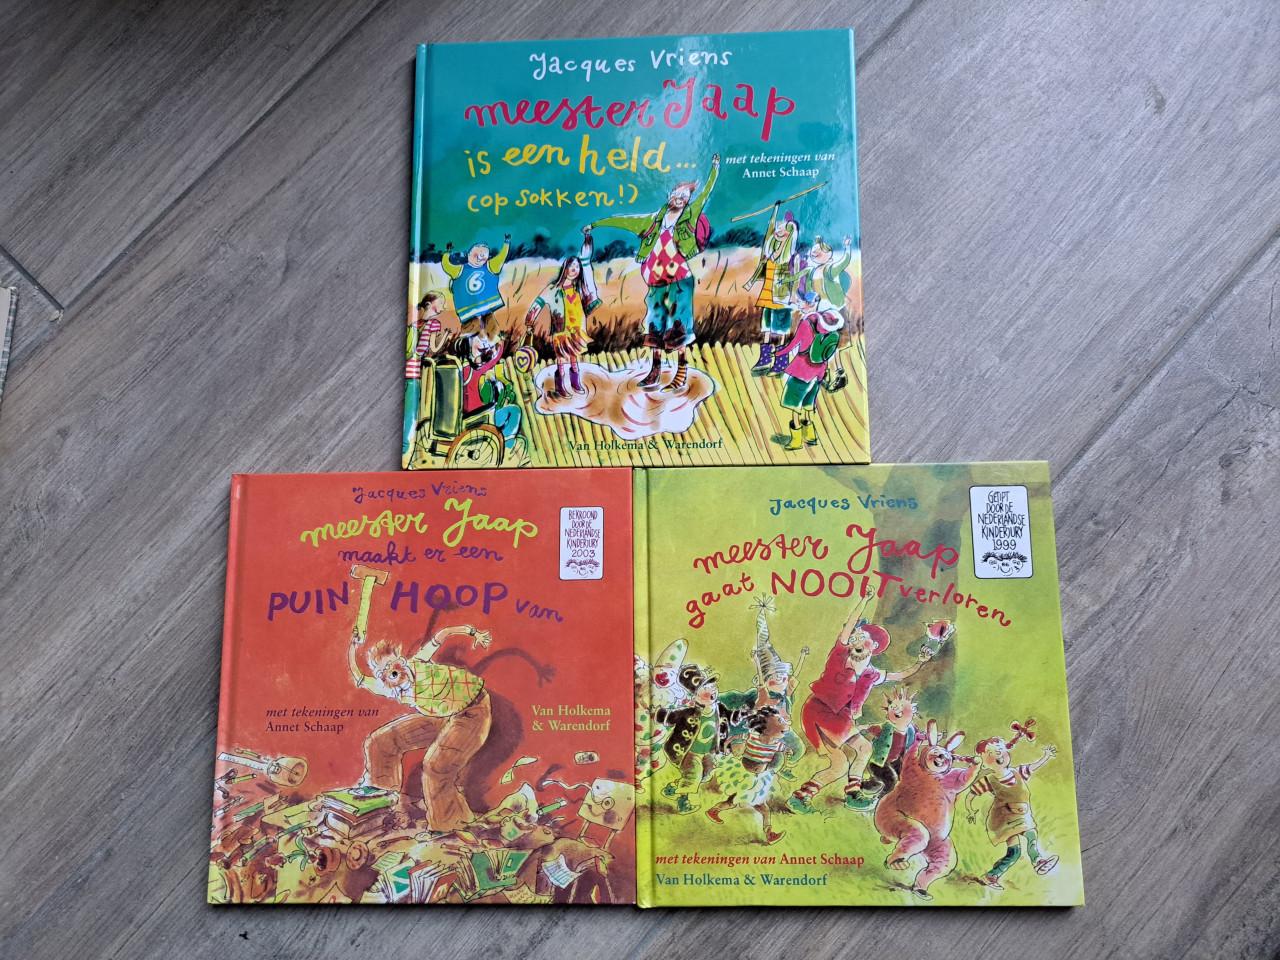 Jacques Vriens
meester Jaap
is een held...
(op sokken!)
met tekeningen van
Annet Schaap
6
Van Holkema & Warendorf
Jacques Vriens
meester Jaap
maakt er een
PUINHOOP van
BEKROOND
DOOR DE
NEDERLANDSE
KINDERJURY
2003
met tekeningen van
Annet Schaap
Van Holkema
& Warendorf
Jacques Vriens
meester Jaap
gaat NOOIT verloren
GETIPT
DOOR DE
NEDERLANDSE
KINDERJURY
1999
met tekeningen van Annet Schaap
Van Holkema & Warendorf